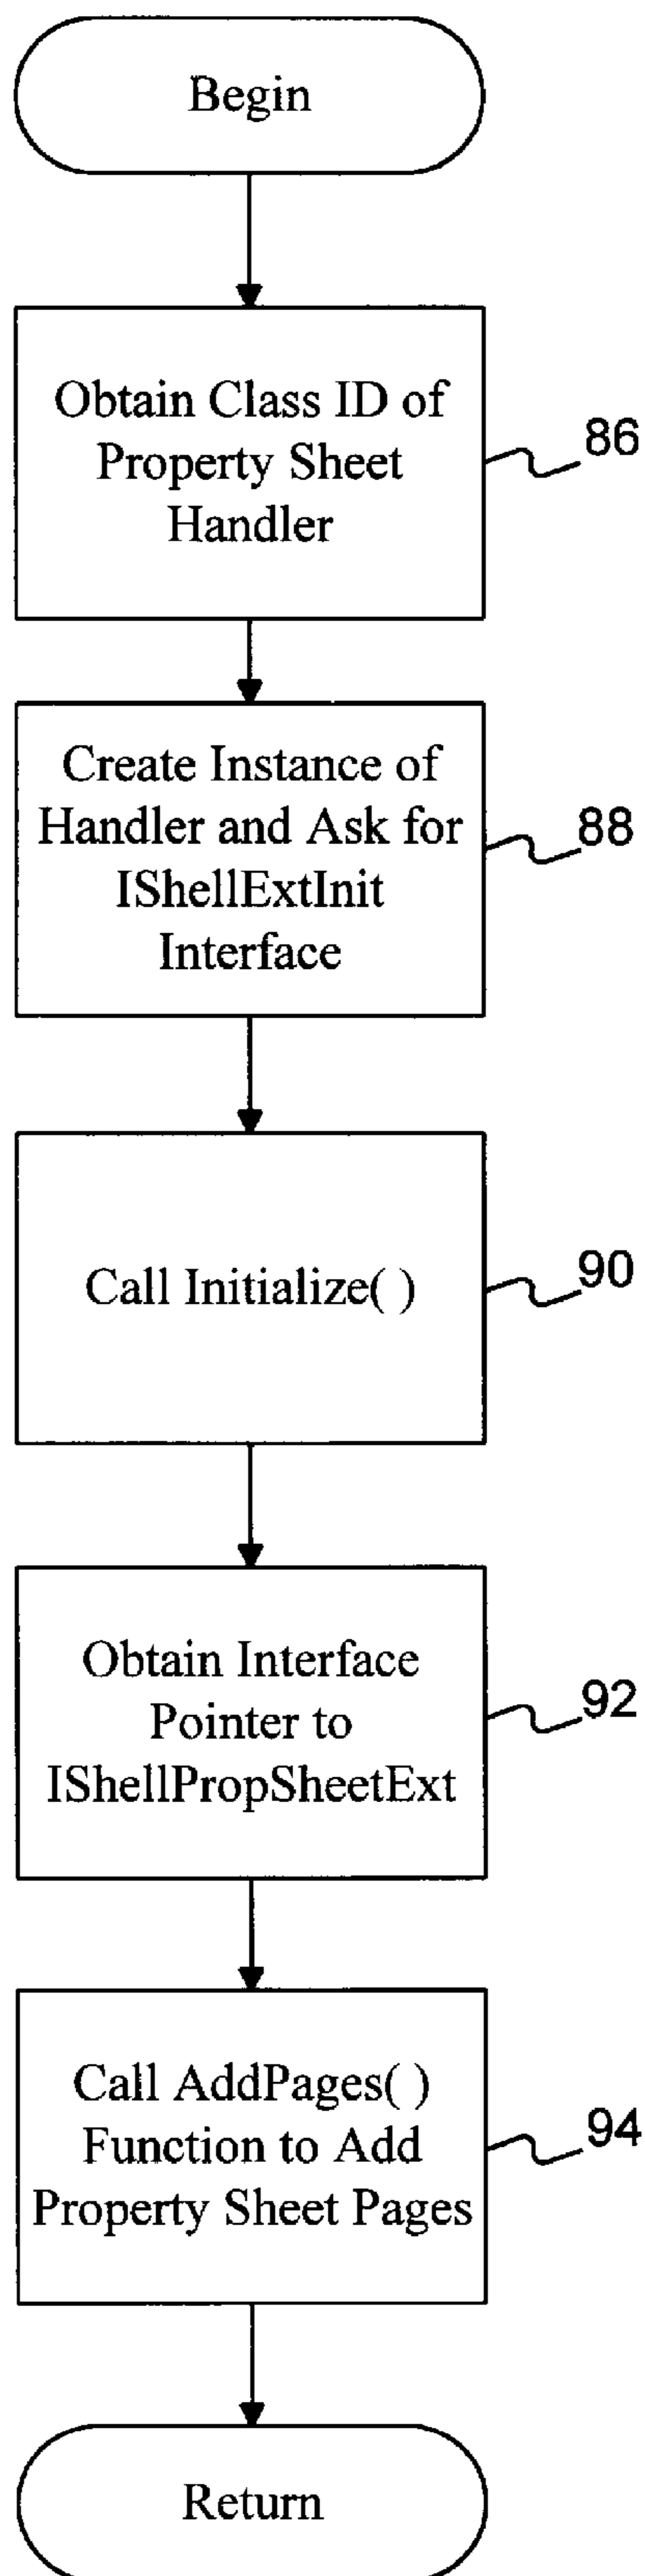 Begin
Obtain Class ID of
Property Sheet
Handler
86
Create Instance of
Handler and Ask for
IShellExtInit
Interface
88
Call Initialize( )
90
Obtain Interface
Pointer to
IShellPropSheetExt
92
Call AddPages( )
Function to Add
Property Sheet Pages
94
Return